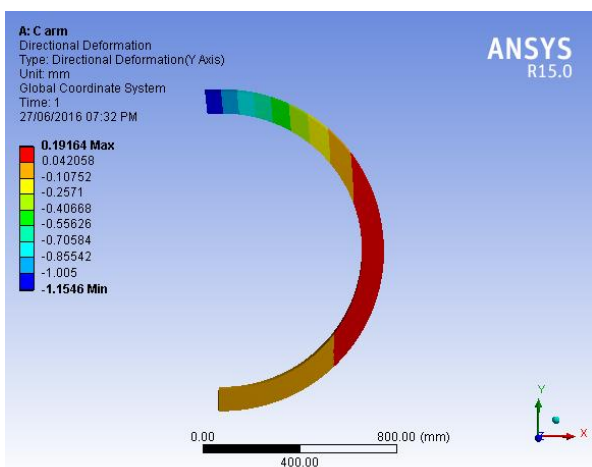 A: C arm
Directional Deformation
Type: Directional Deformation(Y Axis)
Unit: mm
Global Coordinate System
Time: 1
27/06/2016 07:32 PM
ANSYS
R15.0
0.19164 Max
0.042058
-0.10752
-0.2571
-0.40668
-0.55626
-0.70584
-0.85542
-1.005
-1.1546 Min
0.00
800.00 (mm)
400.00
Y
Z
X